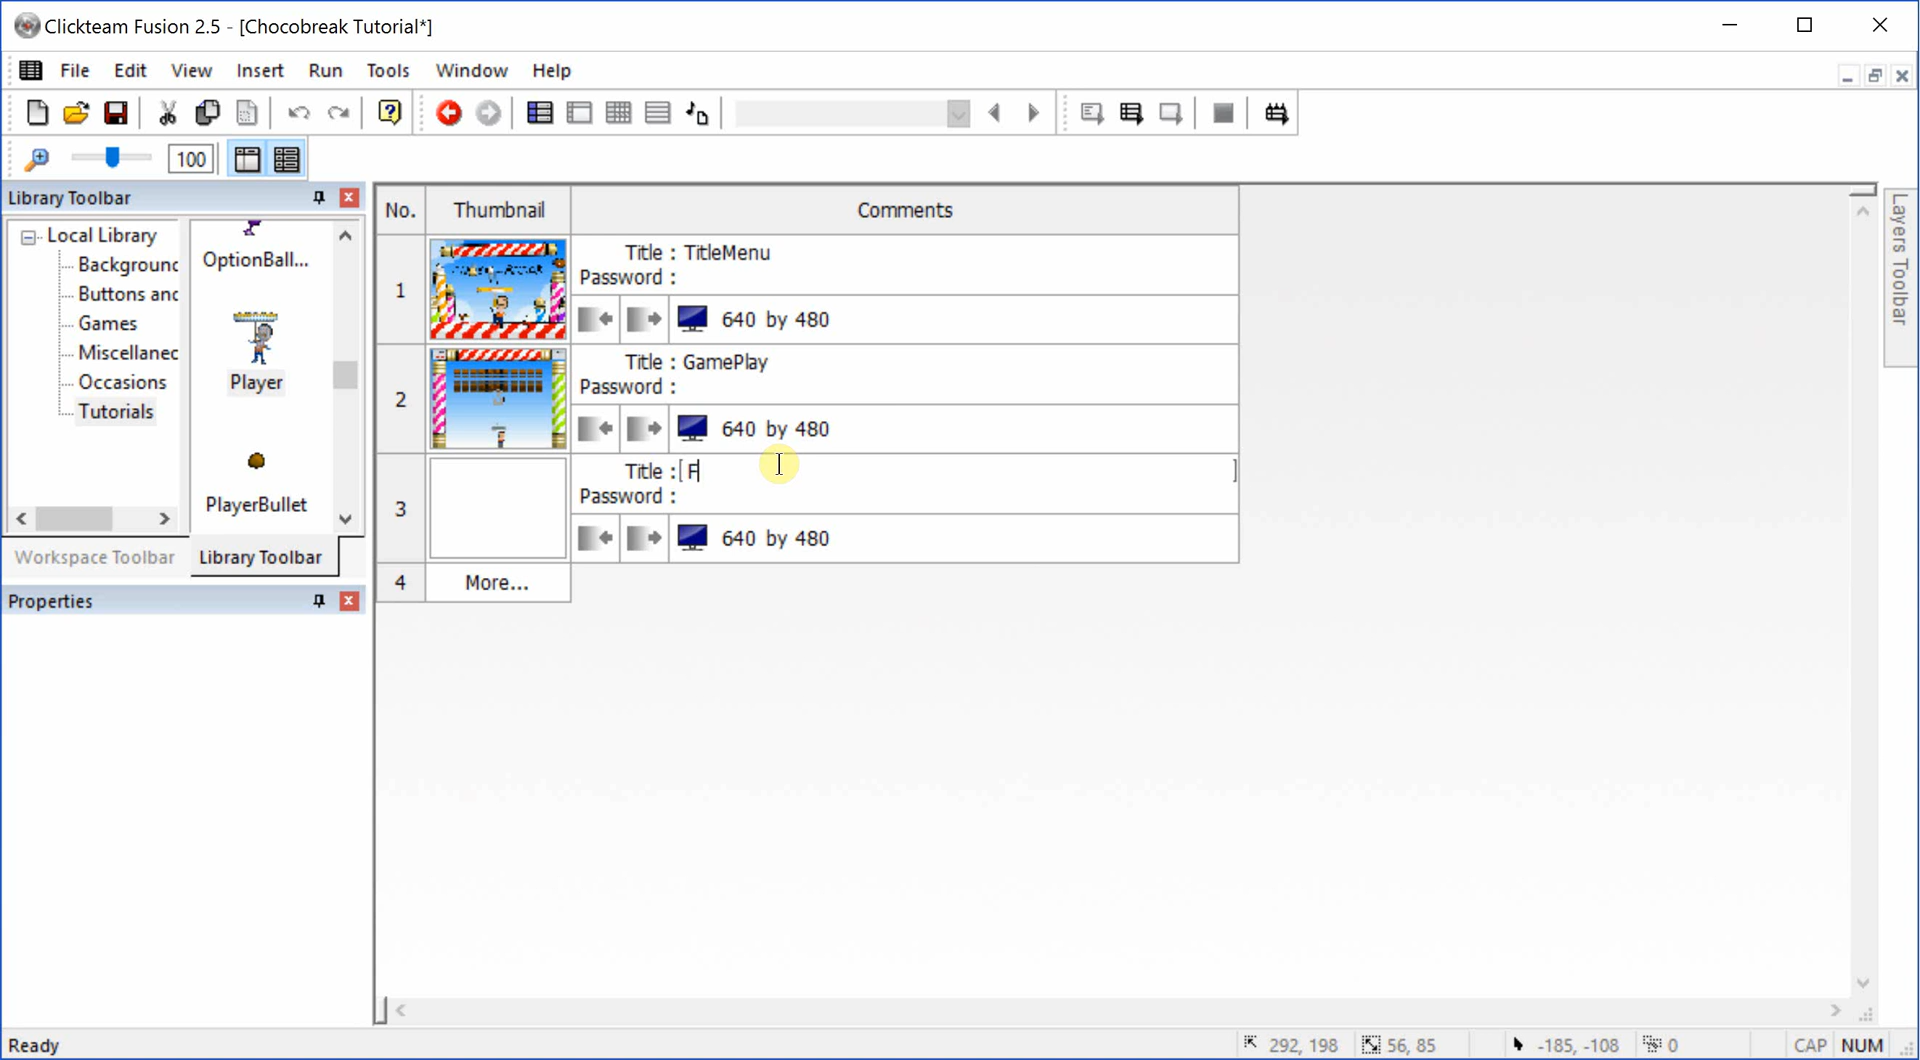 Clickteam Fusion 2.5 - [Chocobreak Tutorial*]
File Edit View Insert Run Tools Window Help
100
Library Toolbar
Local Library
Background
Buttons and
Games
Miscellanec
Occasions
Tutorials
OptionBall...
Player
PlayerBullet
Workspace Toolbar Library Toolbar
Properties
No. Thumbnail Comments
1
Title : TitleMenu
Password :
640 by 480
2
Title : GamePlay
Password :
640 by 480
3
Title :[ F ]
Password :
640 by 480
4 More...
Layers Toolbar
Ready 292, 198 56, 85 -185, -108 0 CAP NUM